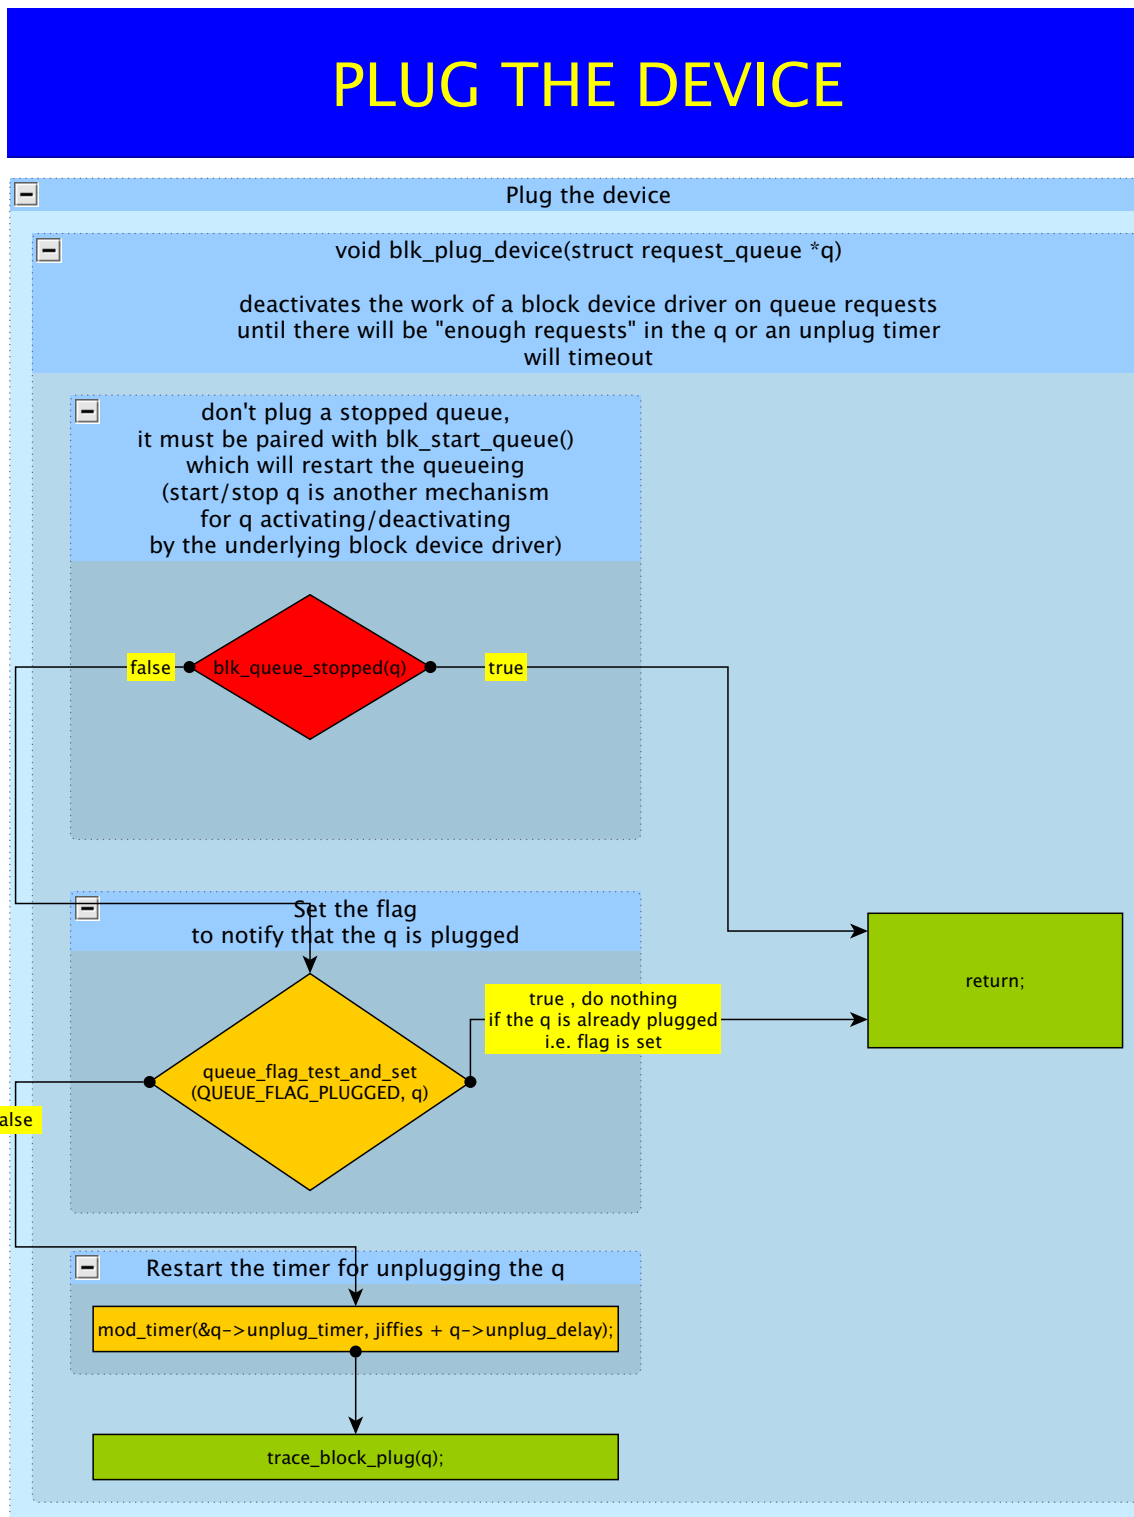 PLUG THE DEVICE
Plug the device
void blk_plug_device(struct request_queue *q)
deactivates the work of a block device driver on queue requests
until there will be "enough requests" in the q or an unplug timer
will timeout
don't plug a stopped queue,
it must be paired with blk_start_queue()
which will restart the queueing
(start/stop q is another mechanism
for q activating/deactivating
by the underlying block device driver)
false
blk_queue_stopped(q)
true
Set the flag
to notify that the q is plugged
return;
true , do nothing
if the q is already plugged
i.e. flag is set
queue_flag_test_and_set
(QUEUE_FLAG_PLUGGED, q)
alse
Restart the timer for unplugging the q
mod_timer(&q->unplug_timer, jiffies + q->unplug_delay);
trace_block_plug(q);